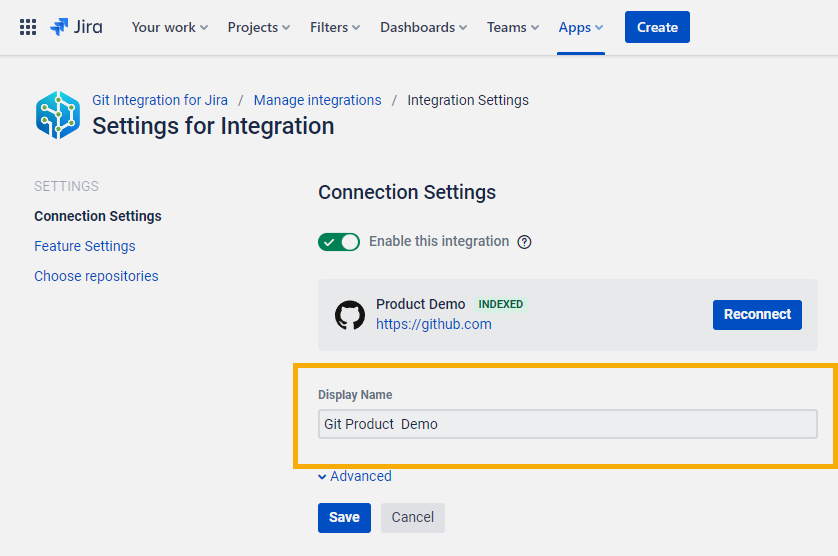 Jira Your work Projects Filters Dashboards Teams Apps Create
Git Integration for Jira / Manage integrations / Integration Settings
Settings for Integration
SETTINGS
Connection Settings
Feature Settings
Choose repositories
Connection Settings
Enable this integration ?
Product Demo INDEXED
https://github.com
Reconnect
Display Name
Git Product  Demo
Advanced
Save Cancel